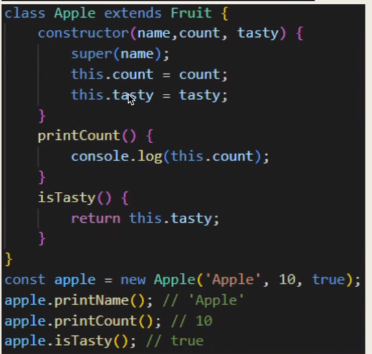 class Apple extends Fruit {
    constructor(name,count, tasty) {
        super(name);
        this.count = count;
        this.tasty = tasty;
    }
    printCount() {
        console.log(this.count);
    }
    isTasty() {
        return this.tasty;
    }
}
const apple = new Apple('Apple', 10, true);
apple.printName(); // 'Apple'
apple.printCount(); // 10
apple.isTasty(); // true